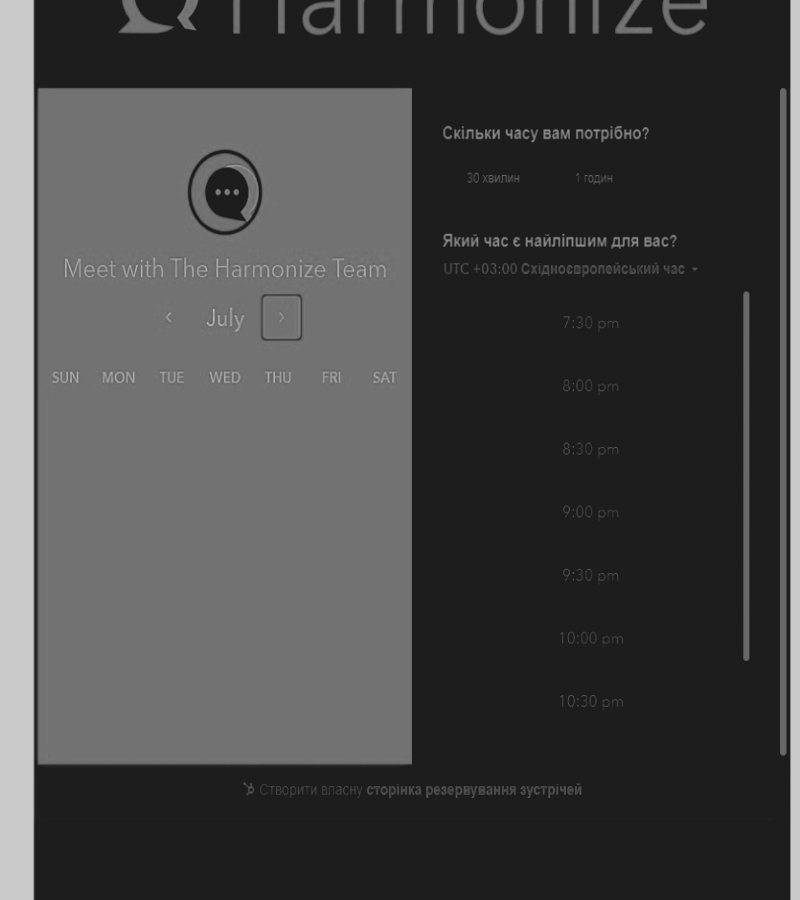 Harmonize
Meet with The Harmonize Team
July
SUN MON TUE WED THU FRI SAT
Скільки часу вам потрібно?
30 хвилин 1 годин
Який час є найліпшим для вас?
UTC +03:00 Східноєвропейський час
7:30 pm
8:00 pm
8:30 pm
9:00 pm
9:30 pm
10:00 pm
10:30 pm
Створити власну сторінка резервування зустрічей